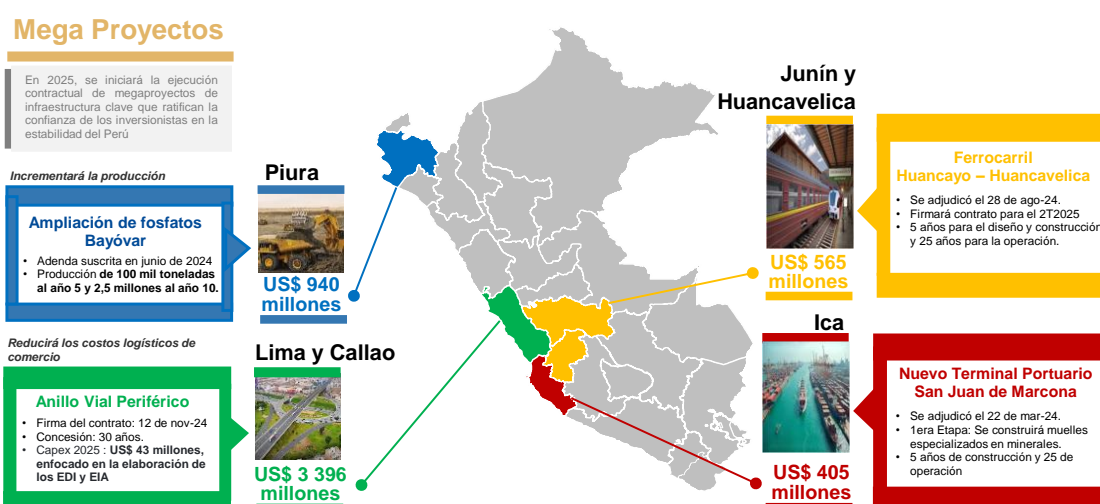 Mega Proyectos
En 2025, se iniciará la ejecución
contractual de megaproyectos de
infraestructura clave que ratifican la
confianza de los inversionistas en la
estabilidad del Perú
Incrementará la producción
Ampliación de fosfatos
Bayóvar
• Adenda suscrita en junio de 2024
• Producción de 100 mil toneladas
al año 5 y 2,5 millones al año 10.
Piura
US$ 940
millones
Reducirá los costos logísticos de
comercio
Anillo Vial Periférico
• Firma del contrato: 12 de nov-24
• Concesión: 30 años.
• Capex 2025 : US$ 43 millones,
enfocado en la elaboración de
los EDI y EIA
Lima y Callao
US$ 3 396
millones
Junín y
Huancavelica
US$ 565
millones
Ferrocarril
Huancayo – Huancavelica
• Se adjudicó el 28 de ago-24.
• Firmará contrato para el 2T2025
• 5 años para el diseño y construcción
y 25 años para la operación.
Ica
US$ 405
millones
Nuevo Terminal Portuario
San Juan de Marcona
• Se adjudicó el 22 de mar-24.
• 1era Etapa: Se construirá muelles
especializados en minerales.
• 5 años de construcción y 25 de
operación